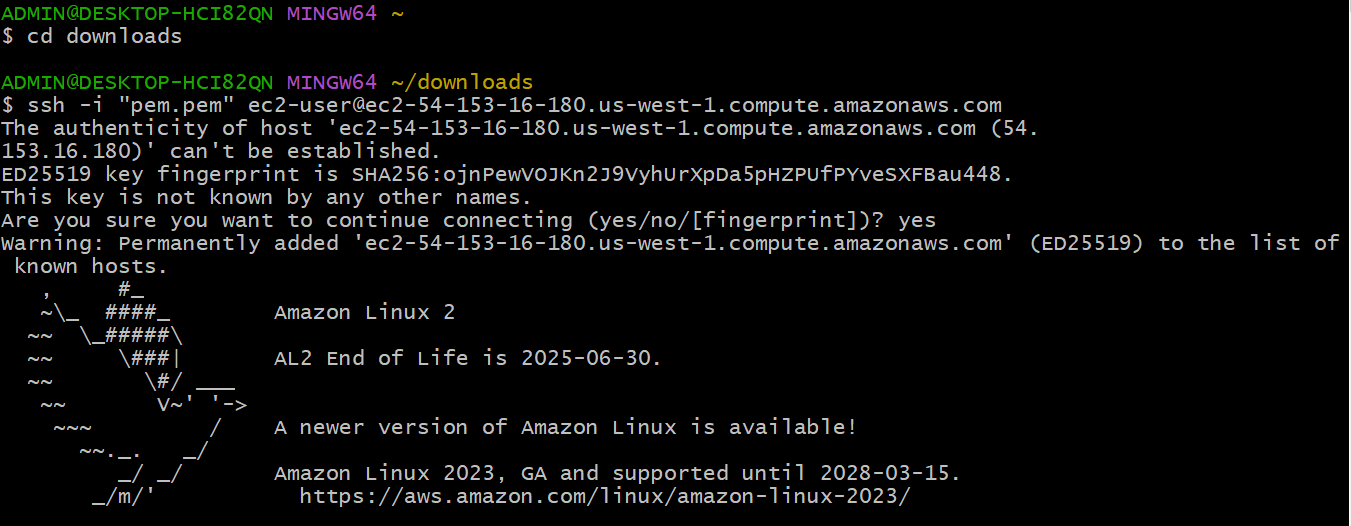 ADMIN@DESKTOP-HCI82QN MINGW64 ~
$ cd downloads

ADMIN@DESKTOP-HCI82QN MINGW64 ~/downloads
$ ssh -i "pem.pem" ec2-user@ec2-54-153-16-180.us-west-1.compute.amazonaws.com
The authenticity of host 'ec2-54-153-16-180.us-west-1.compute.amazonaws.com (54.
153.16.180)' can't be established.
ED25519 key fingerprint is SHA256:ojnPewVOJKn2J9VyhUrXpDa5pHZPUfPYveSXFBau448.
This key is not known by any other names.
Are you sure you want to continue connecting (yes/no/[fingerprint])? yes
Warning: Permanently added 'ec2-54-153-16-180.us-west-1.compute.amazonaws.com' (ED25519) to the list of
 known hosts.
   ,     #_
   ~\_  ####_        Amazon Linux 2
  ~~  \_#####\
  ~~     \###|       AL2 End of Life is 2025-06-30.
  ~~       \#/ ___
   ~~       V~' '->
    ~~~         /    A newer version of Amazon Linux is available!
      ~~._.   _/
         _/ _/       Amazon Linux 2023, GA and supported until 2028-03-15.
       _/m/'           https://aws.amazon.com/linux/amazon-linux-2023/